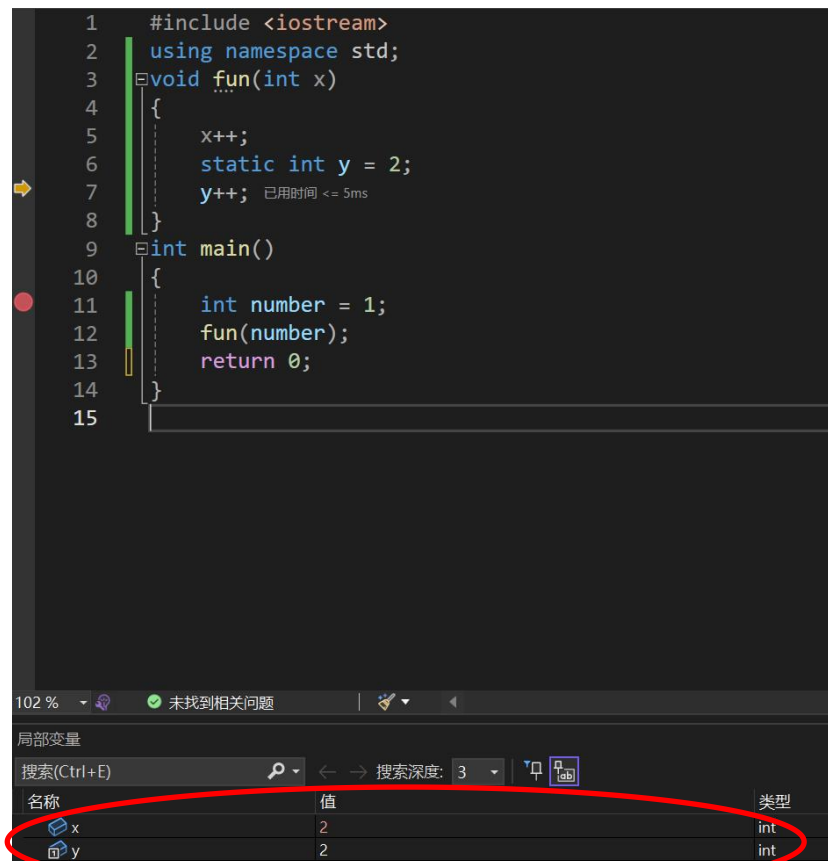 1 #include <iostream>
2 using namespace std;
3 void fun(int x)
4 {
5 x++;
6 static int y = 2;
7 y++; 已用时间 <= 5ms
8 }
9 int main()
10 {
11 int number = 1;
12 fun(number);
13 return 0;
14 }
15
102 % 未找到相关问题
局部变量
搜索(Ctrl+E) 搜索深度: 3
名称 值 类型
x 2 int
y 2 int